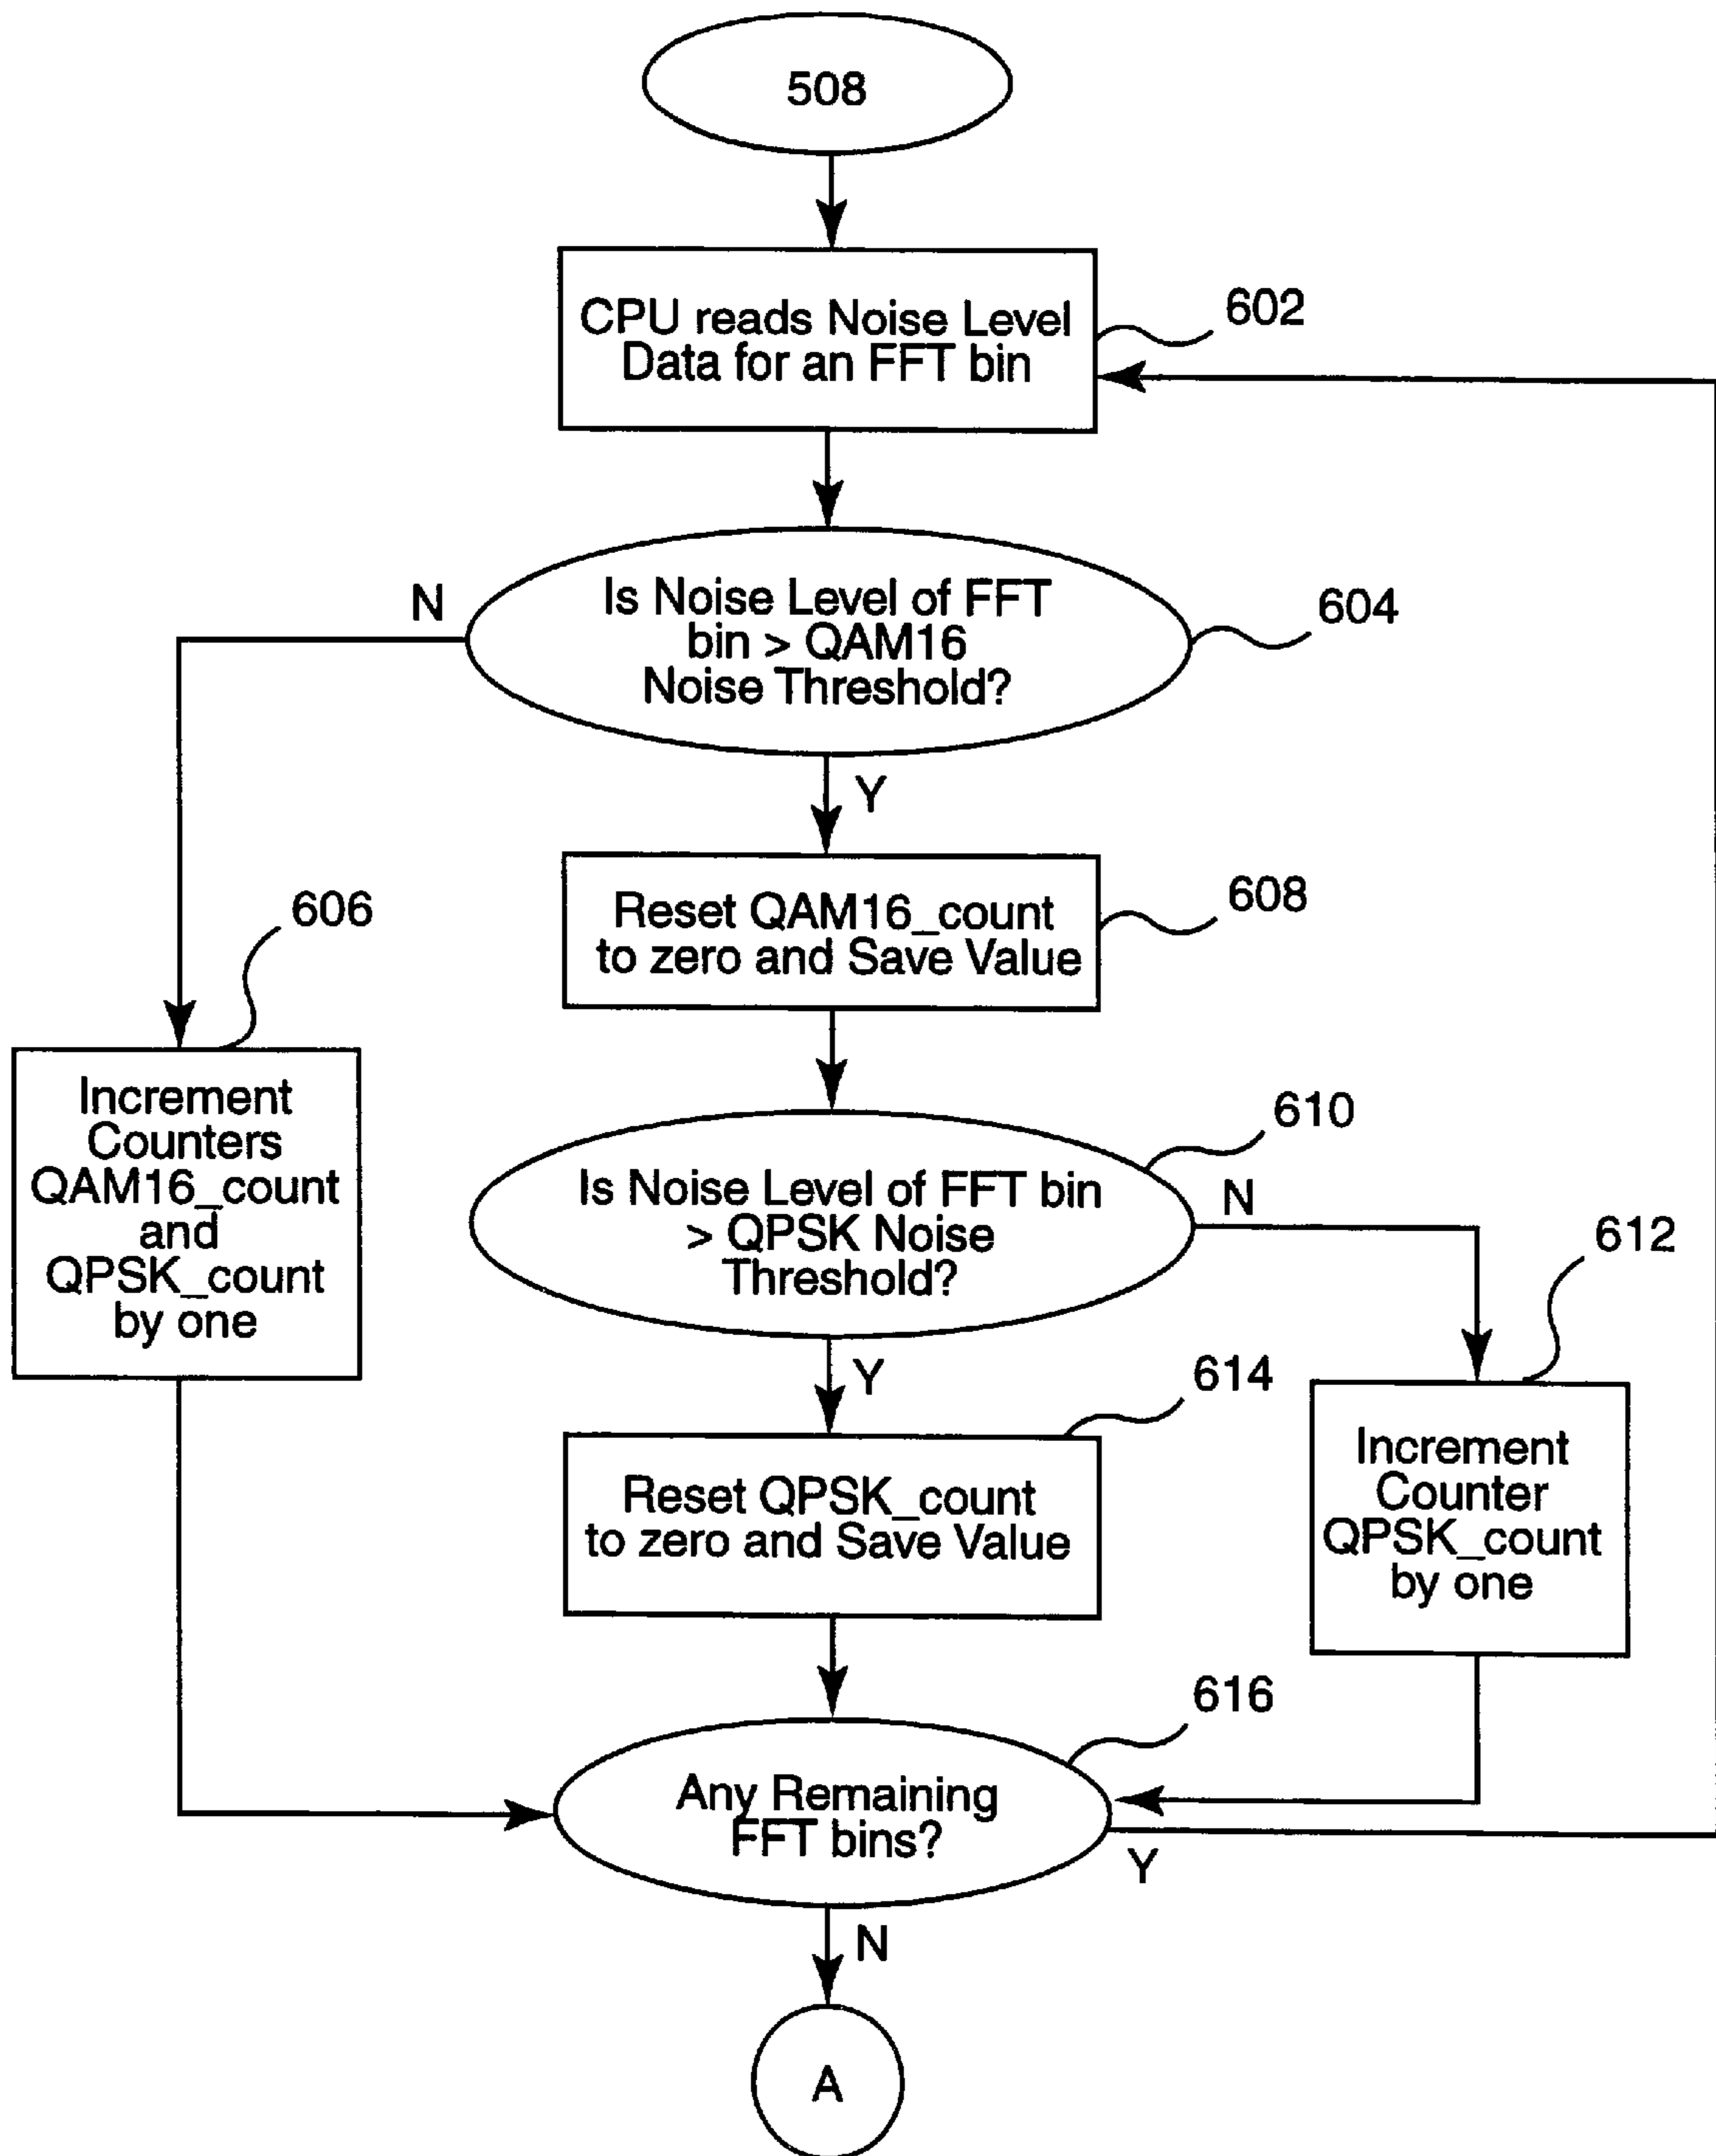 508
CPU reads Noise Level
Data for an FFT bin
602
Is Noise Level of FFT
bin > QAM16
Noise Threshold?
604
N
Y
Reset QAM16_count
to zero and Save Value
608
606
Increment
Counters
QAM16_count
and
QPSK_count
by one
Is Noise Level of FFT bin
> QPSK Noise
Threshold?
610
N
Y
612
Increment
Counter
QPSK_count
by one
614
Reset QPSK_count
to zero and Save Value
616
Any Remaining
FFT bins?
Y
N
A